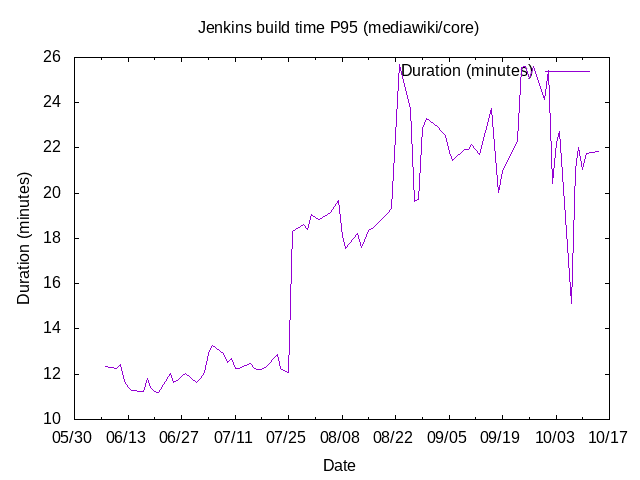 Jenkins build time P95 (mediawiki/core)
Duration (minutes)
26
24
22
20
18
16
14
12
10
Duration (minutes)
05/30 06/13 06/27 07/11 07/25 08/08 08/22 09/05 09/19 10/03 10/17
Date